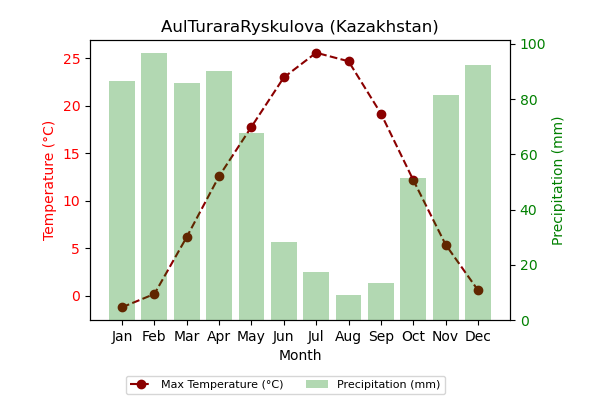 AulTuraraRyskulova (Kazakhstan)
Temperature (°C)
25
20
15
10
5
0
100
80
60
40
20
0
Precipitation (mm)
Jan Feb Mar Apr May Jun Jul Aug Sep Oct Nov Dec
Month
Max Temperature (°C) Precipitation (mm)